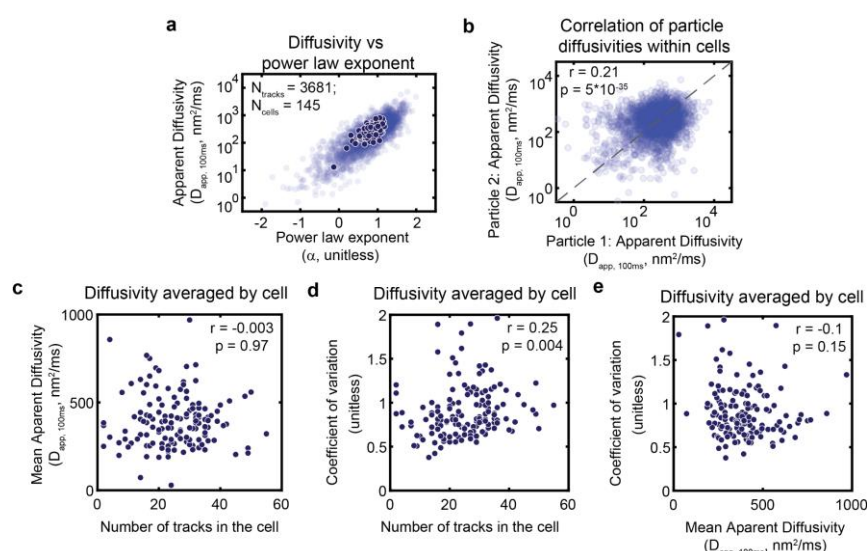 a
Diffusivity vs
power law exponent
N_tracks = 3681;
N_cells = 145
Apparent Diffusivity
(D_app, 100ms, nm²/ms)
10⁴
10³
10²
10¹
10⁰
-2
-1
0
1
2
Power law exponent
(α, unitless)
b
Correlation of particle
diffusivities within cells
r = 0.21
p = 5*10⁻³⁵
Particle 2: Apparent Diffusivity
(D_app, 100ms, nm²/ms)
10⁴
10²
10⁰
10⁰
10²
10⁴
Particle 1: Apparent Diffusivity
(D_app, 100ms, nm²/ms)
c
Diffusivity averaged by cell
r = -0.003
p = 0.97
Mean Apparent Diffusivity
(D_app, 100ms, nm²/ms)
1000
500
0
0
20
40
60
Number of tracks in the cell
d
Diffusivity averaged by cell
r = 0.25
p = 0.004
Coefficient of variation
(unitless)
2
1.5
1
0.5
0
0
20
40
60
Number of tracks in the cell
e
Diffusivity averaged by cell
r = -0.1
p = 0.15
Coefficient of variation
(unitless)
2
1.5
1
0.5
0
0
500
1000
Mean Apparent Diffusivity
(D_app, 100ms, nm²/ms)